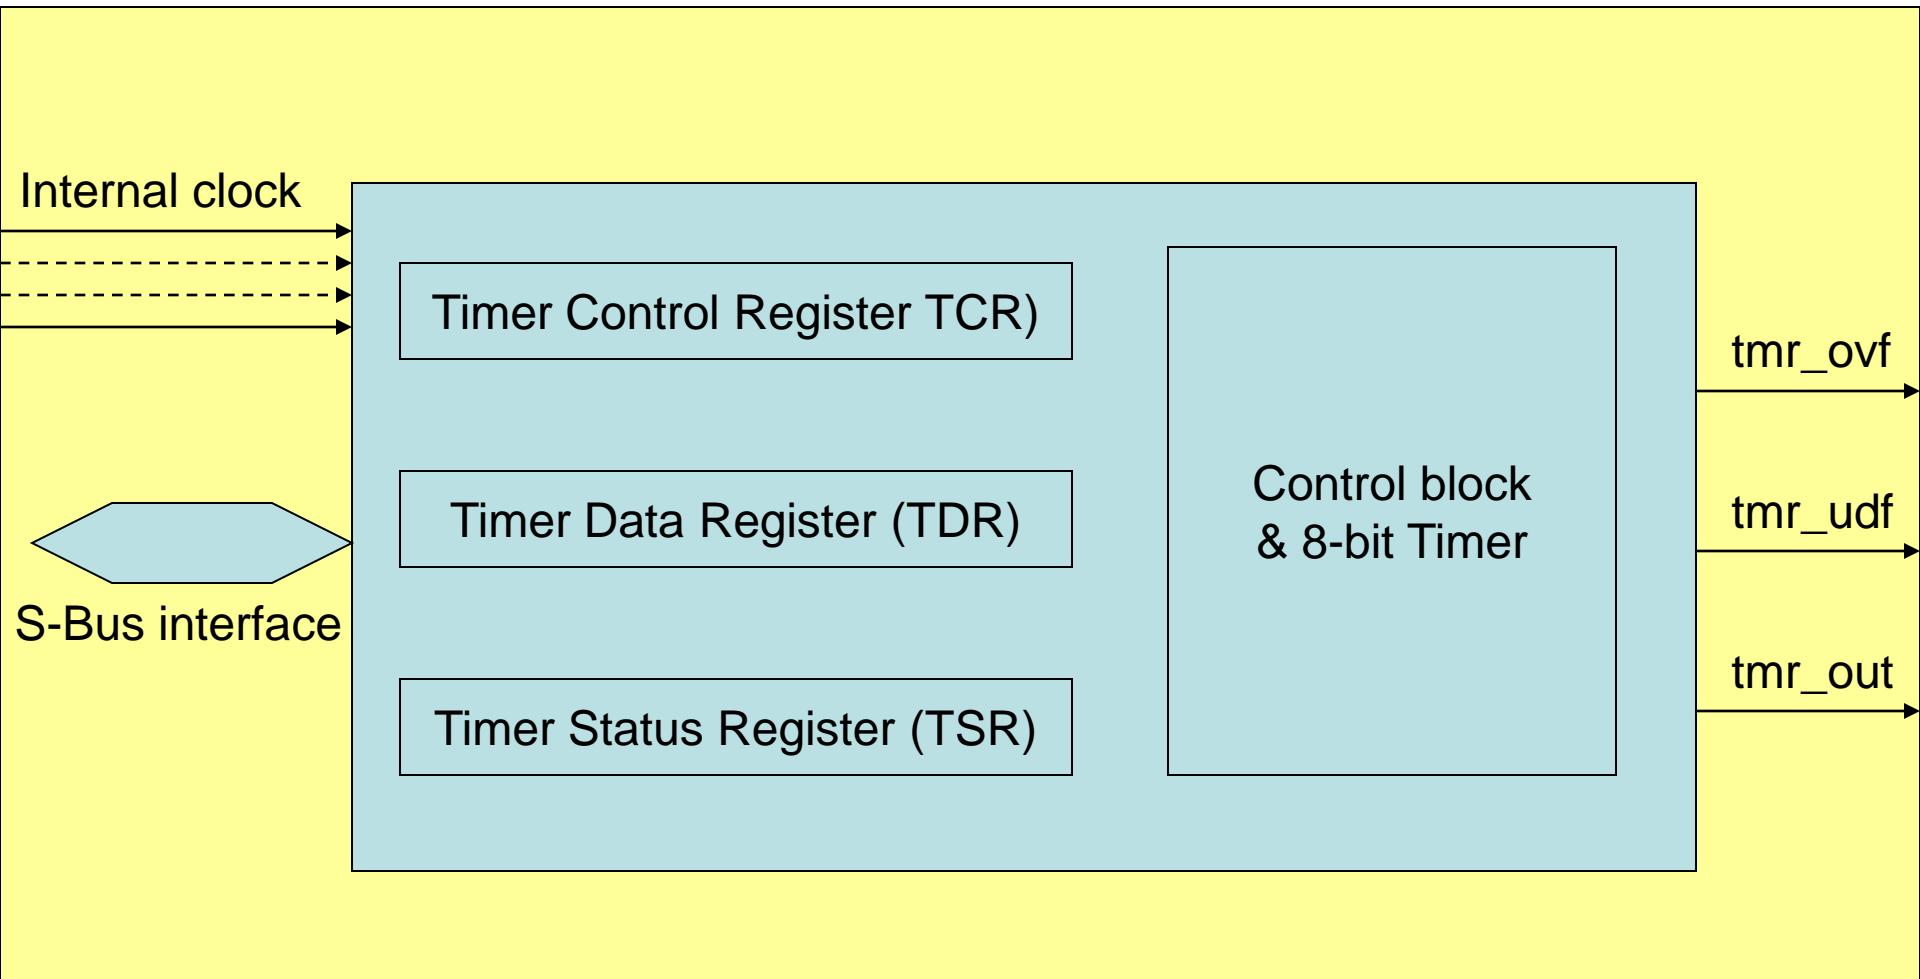 Internal clock
Timer Control Register TCR)
Timer Data Register (TDR)
Timer Status Register (TSR)
S-Bus interface
Control block
& 8-bit Timer
tmr_ovf
tmr_udf
tmr_out